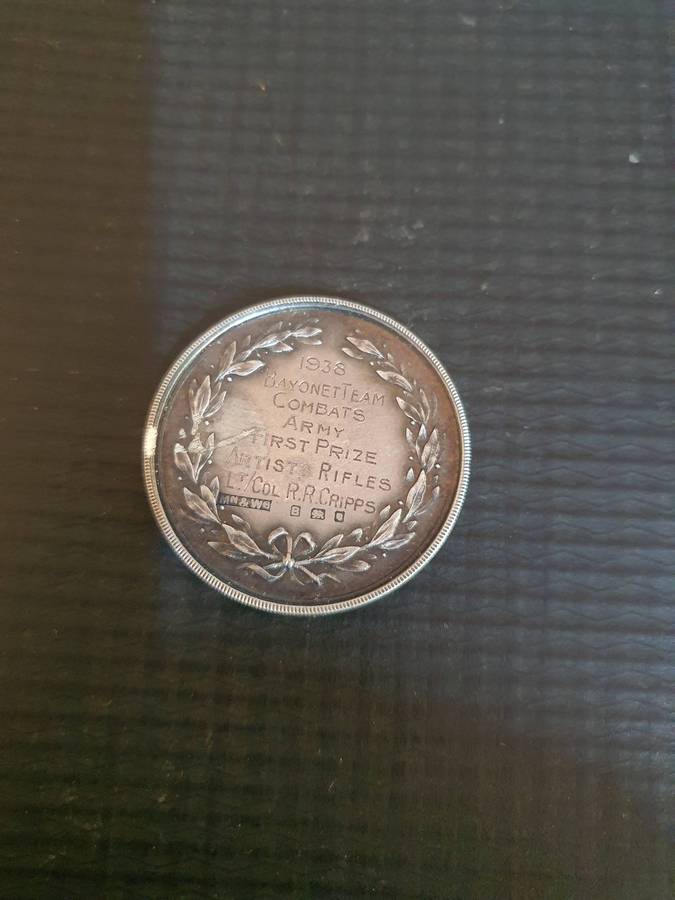 1938
BAYONET TEAM
COMBATS
ARMY
FIRST PRIZE
ARTISTS RIFLES
LT/COL R.R. CRIPPS